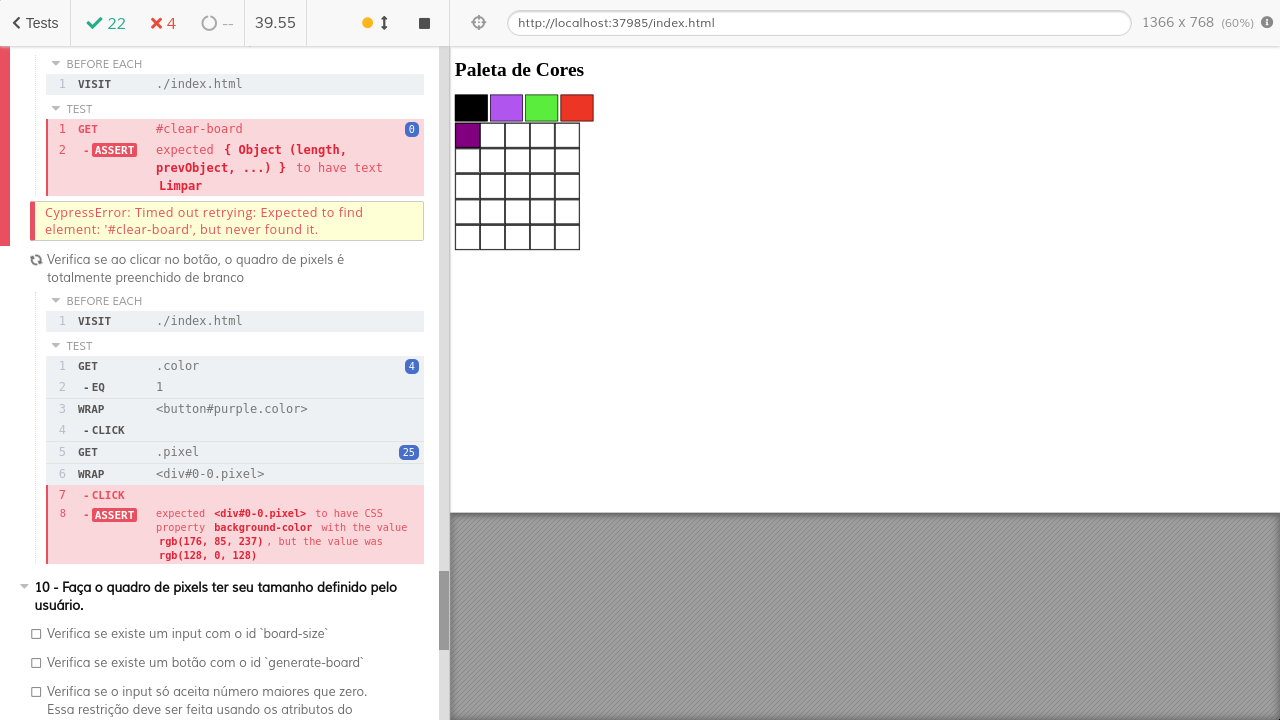 Tests 22 4 -- 39.55
http://localhost:37985/index.html 1366 x 768 (60%)
BEFORE EACH
1 VISIT ./index.html
TEST
1 GET #clear-board 0
2 - ASSERT expected { Object (length,
prevObject, ...) } to have text
Limpar
CypressError: Timed out retrying: Expected to find
element: '#clear-board', but never found it.
Verifica se ao clicar no botão, o quadro de pixels é
totalmente preenchido de branco
BEFORE EACH
1 VISIT ./index.html
TEST
1 GET .color 4
2 - EQ 1
3 WRAP <button#purple.color>
4 - CLICK
5 GET .pixel 25
6 WRAP <div#0-0.pixel>
7 - CLICK
8 - ASSERT expected <div#0-0.pixel> to have CSS
property background-color with the value
rgb(176, 85, 237) , but the value was
rgb(128, 0, 128)
10 - Faça o quadro de pixels ter seu tamanho definido pelo
usuário.
Verifica se existe um input com o id `board-size`
Verifica se existe um botão com o id `generate-board`
Verifica se o input só aceita número maiores que zero.
Essa restrição deve ser feita usando os atributos do
Paleta de Cores